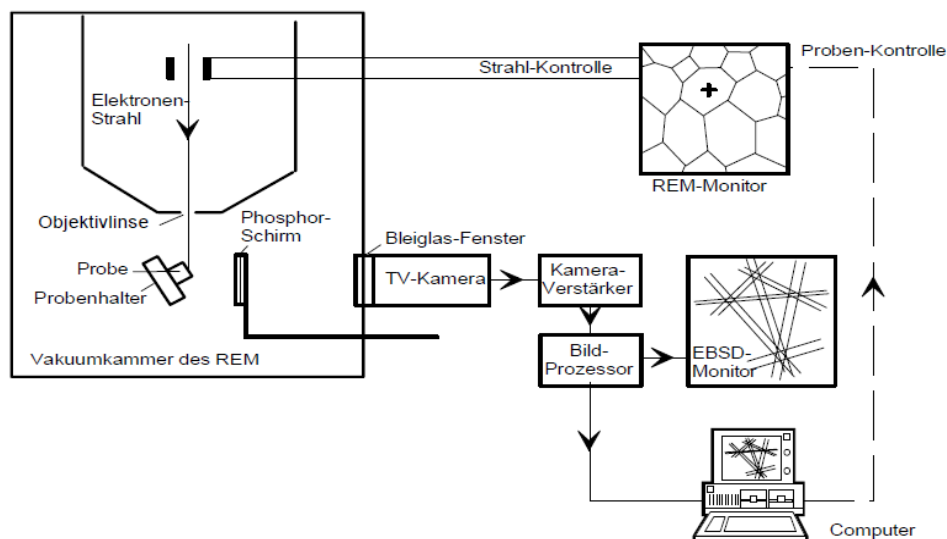 Proben-Kontrolle
Strahl-Kontrolle
Elektronen-
Strahl
REM-Monitor
Objektivlinse
Phosphor-
Schirm
Bleiglas-Fenster
Probe
Probenhalter
TV-Kamera
Kamera-
Verstärker
Vakuumkammer des REM
Bild-
Prozessor
EBSD-
Monitor
Computer